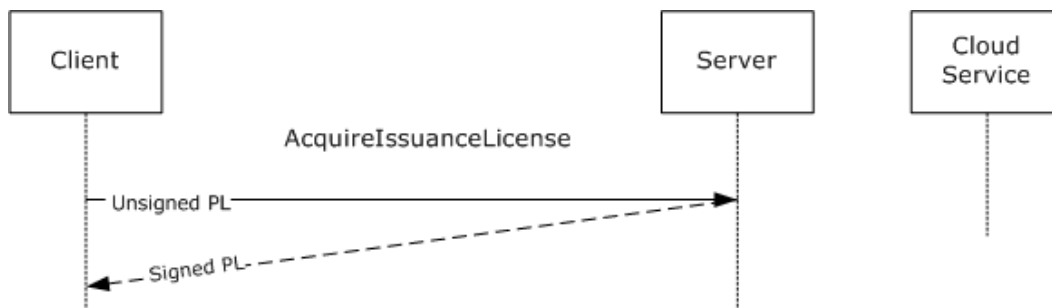 Client
Server
Cloud
Service
AcquireIssuanceLicense
Unsigned PL
Signed PL